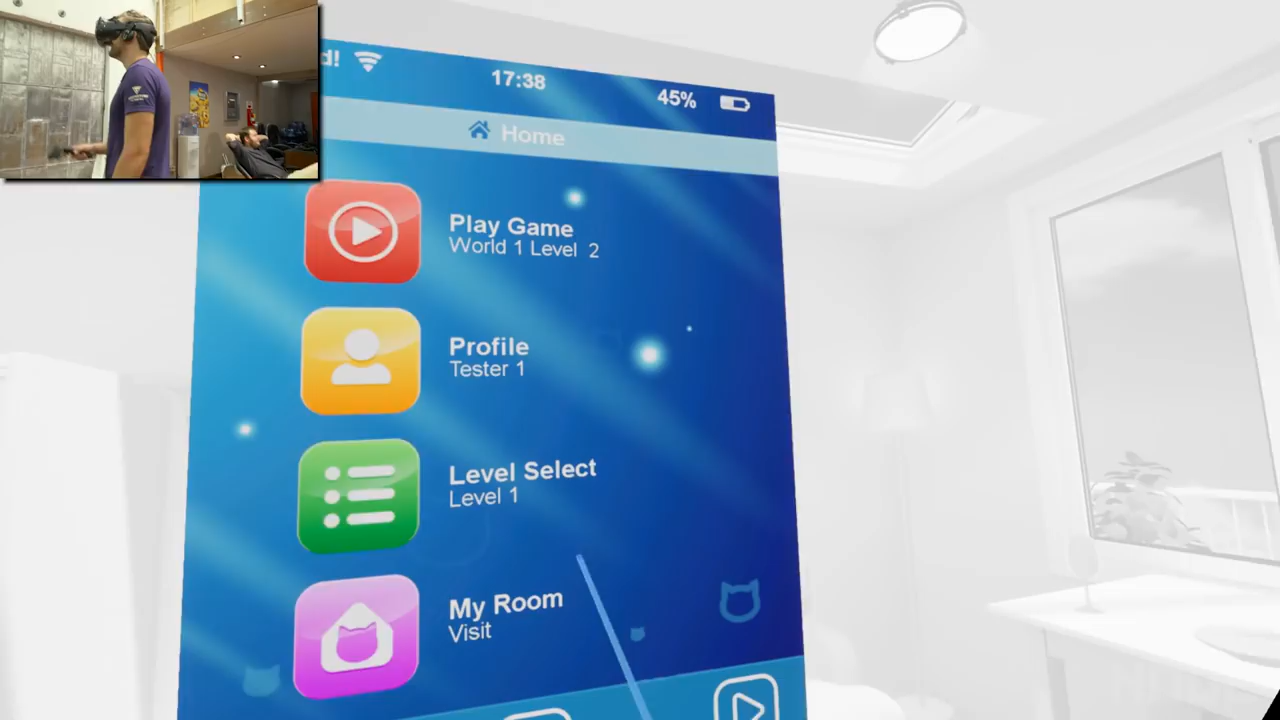 d!
17:38
45%
Home
Play Game
World 1 Level 2
Profile
Tester 1
Level Select
Level 1
My Room
Visit